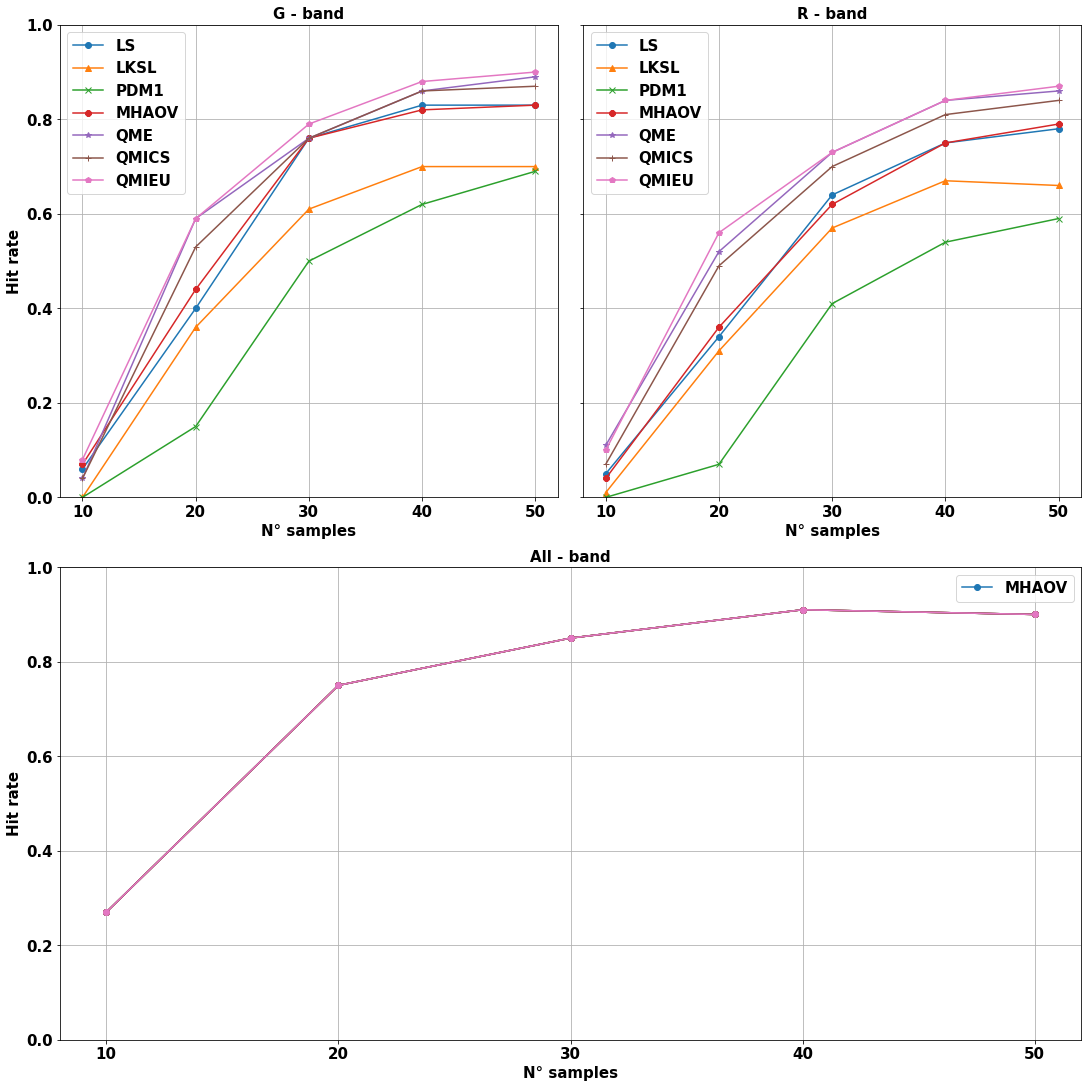 G - band
1.0
0.8
0.6
0.4
0.2
0.0
Hit rate
LS
LKSL
PDM1
MHAOV
QME
QMICS
QMIEU
10 20 30 40 50
N° samples
R - band
LS
LKSL
PDM1
MHAOV
QME
QMICS
QMIEU
10 20 30 40 50
N° samples
All - band
1.0
0.8
0.6
0.4
0.2
0.0
Hit rate
MHAOV
10 20 30 40 50
N° samples